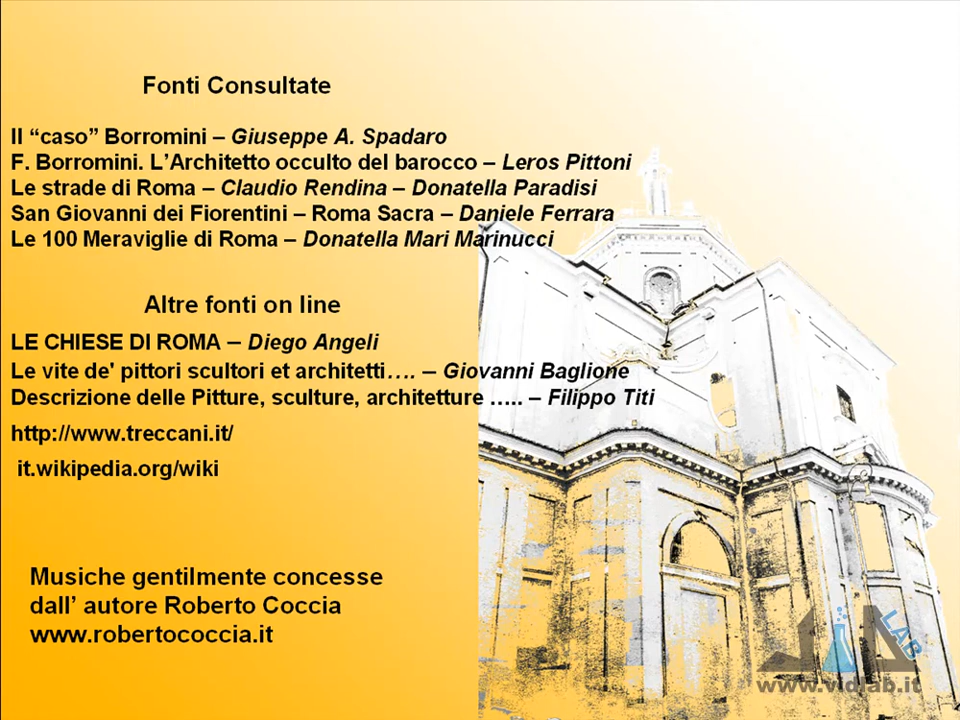 Fonti Consultate
Il “caso” Borromini – Giuseppe A. Spadaro
F. Borromini. L’Architetto occulto del barocco – Leros Pittoni
Le strade di Roma – Claudio Rendina – Donatella Paradisi
San Giovanni dei Fiorentini – Roma Sacra – Daniele Ferrara
Le 100 Meraviglie di Roma – Donatella Mari Marinucci
Altre fonti on line
LE CHIESE DI ROMA – Diego Angeli
Le vite de' pittori scultori et architetti…. – Giovanni Baglione
Descrizione delle Pitture, sculture, architetture ….. – Filippo Titi
http://www.treccani.it/
it.wikipedia.org/wiki
Musiche gentilmente concesse
dall’ autore Roberto Coccia
www.robertococcia.it
LAB
www.vidlab.it